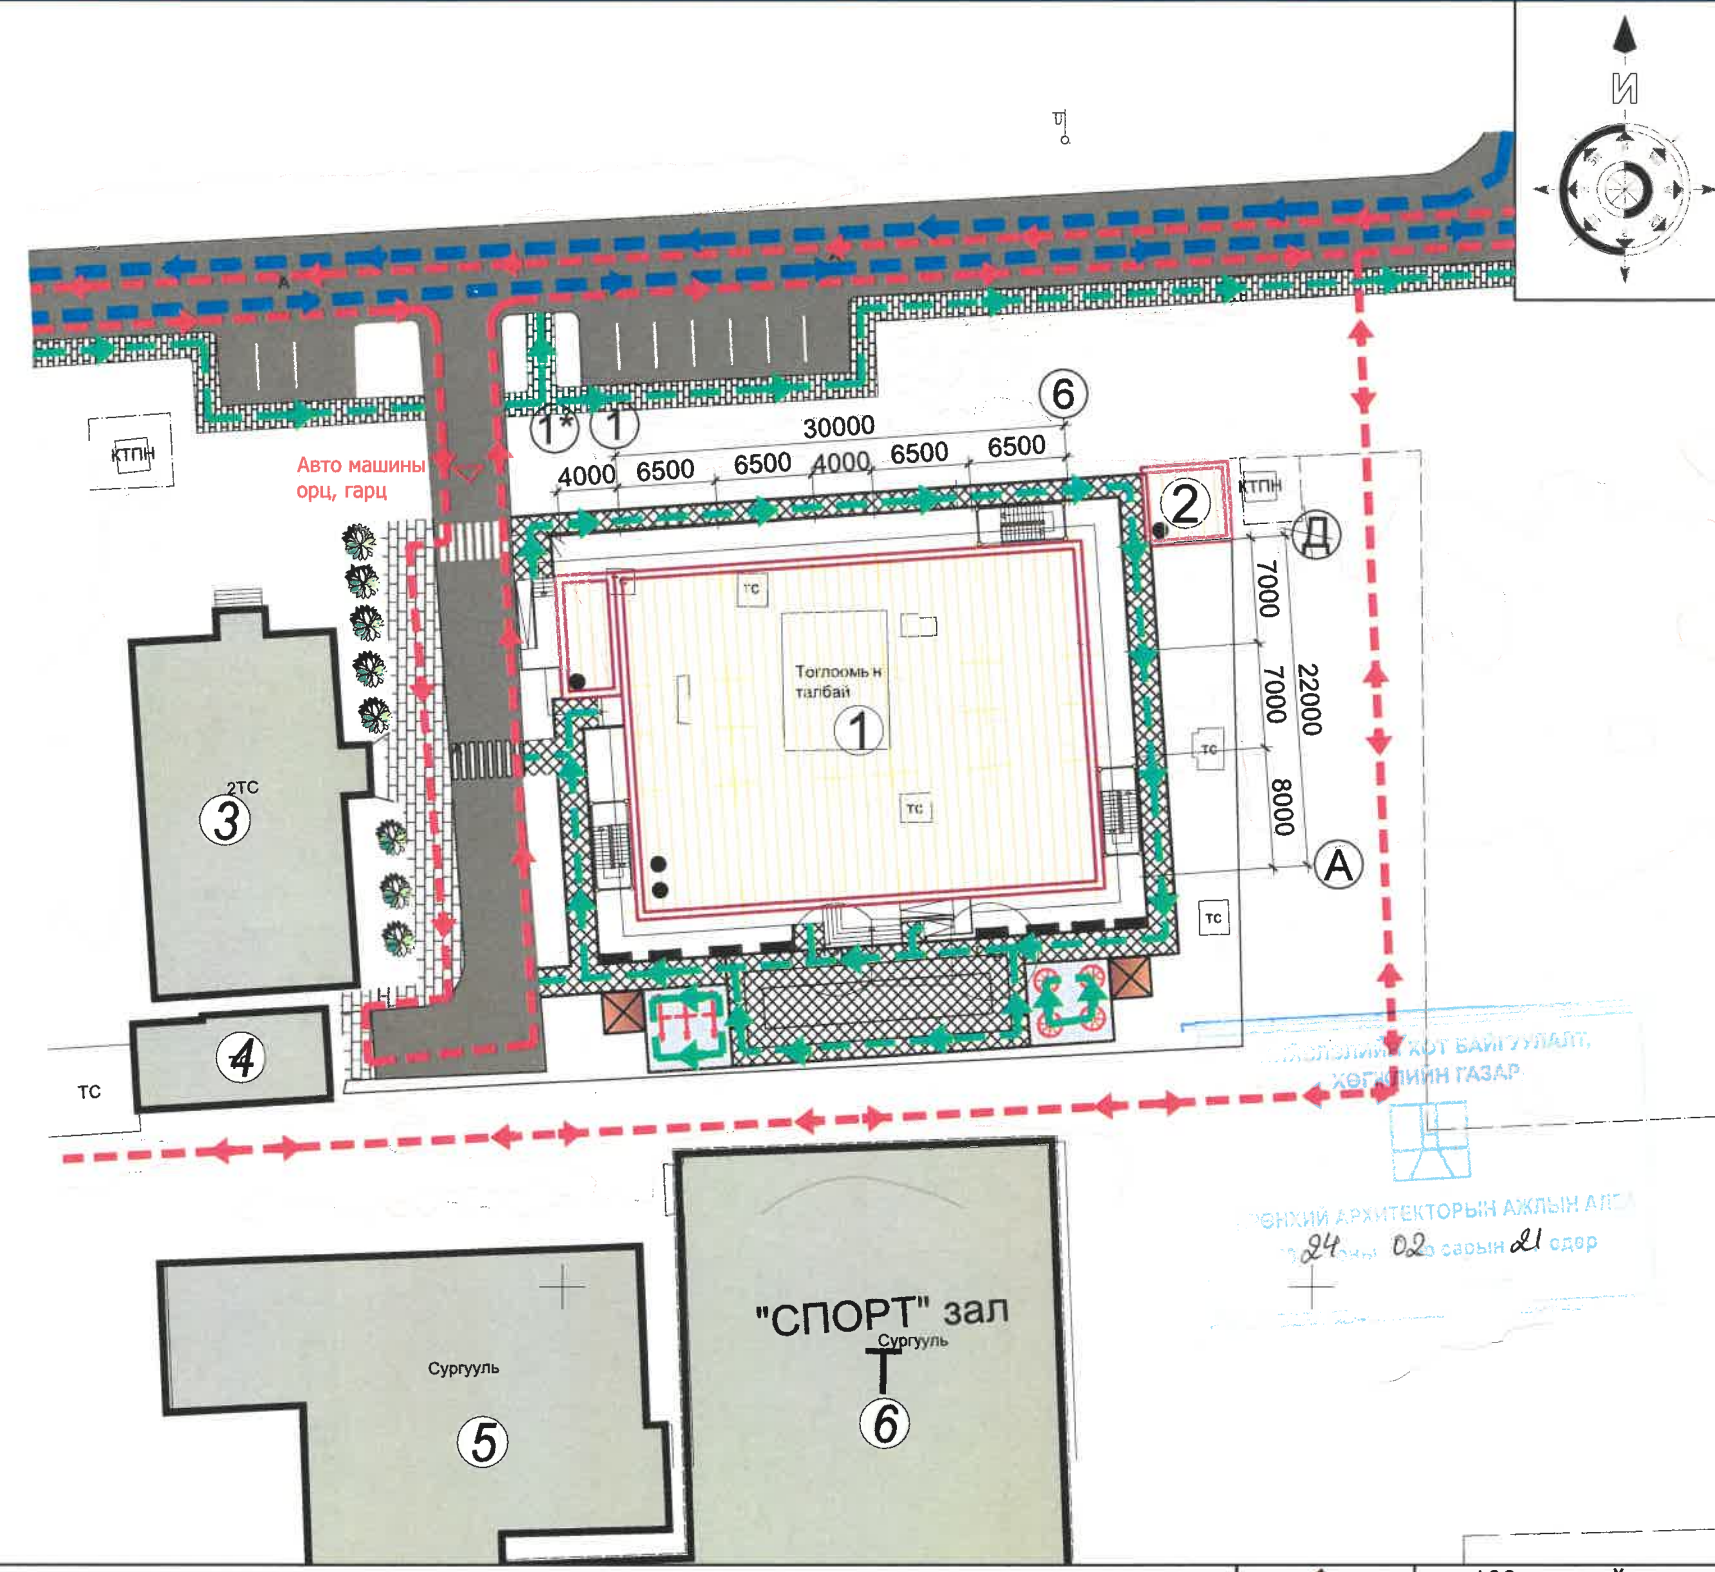 И
КТПН
Авто машины
орц, гарц
1*
1
6
30000
4000
6500
6500
4000
6500
6500
2
КТПН
Д
7000
7000
22000
8000
А
тс
Тоглоомын
талбай
1
тс
тс
тс
2ТС
3
4
ТС
ХОТ БАЙГУУЛАЛТ,
ХӨГЖЛИЙН ГАЗАР
АРХИТЕКТОРЫН АЖЛЫН АЛБА
24 оны 02 сарын 21 өдөр
"СПОРТ" зал
Сургууль
Т
6
Сургууль
5